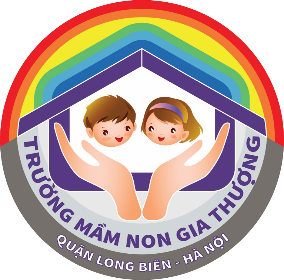 TRƯỜNG MẦM NON GIA THƯỢNG
QUẬN LONG BIÊN - HÀ NỘI